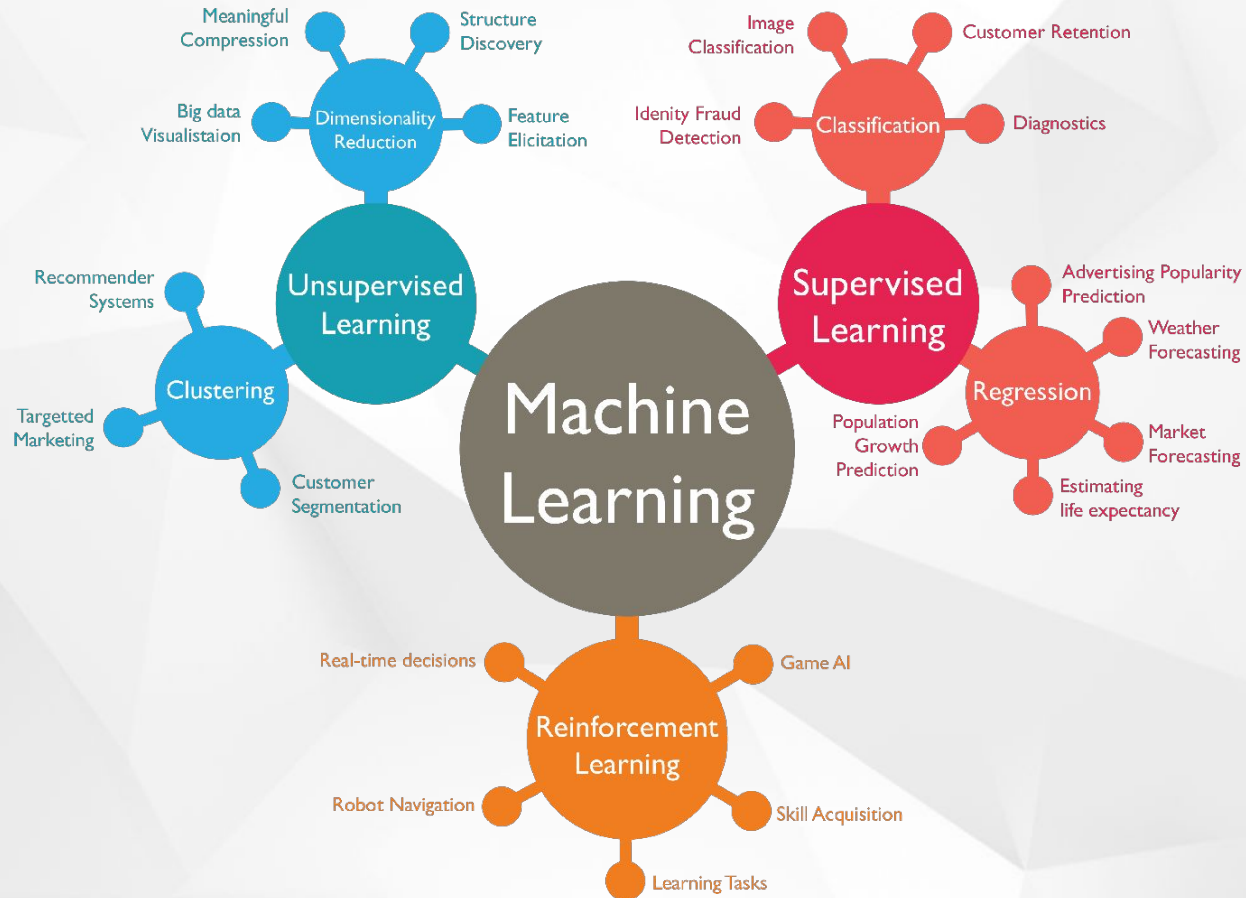 Meaningful
Compression
Structure
Discovery
Big data
Visualistaion
Dimensionality
Reduction
Feature
Elicitation
Image
Classification
Customer Retention
Idenity Fraud
Detection
Classification
Diagnostics
Recommender
Systems
Unsupervised
Learning
Clustering
Targetted
Marketing
Customer
Segmentation
Machine
Learning
Supervised
Learning
Advertising Popularity
Prediction
Weather
Forecasting
Regression
Population
Growth
Prediction
Market
Forecasting
Estimating
life expectancy
Real-time decisions
Game AI
Reinforcement
Learning
Robot Navigation
Skill Acquisition
Learning Tasks